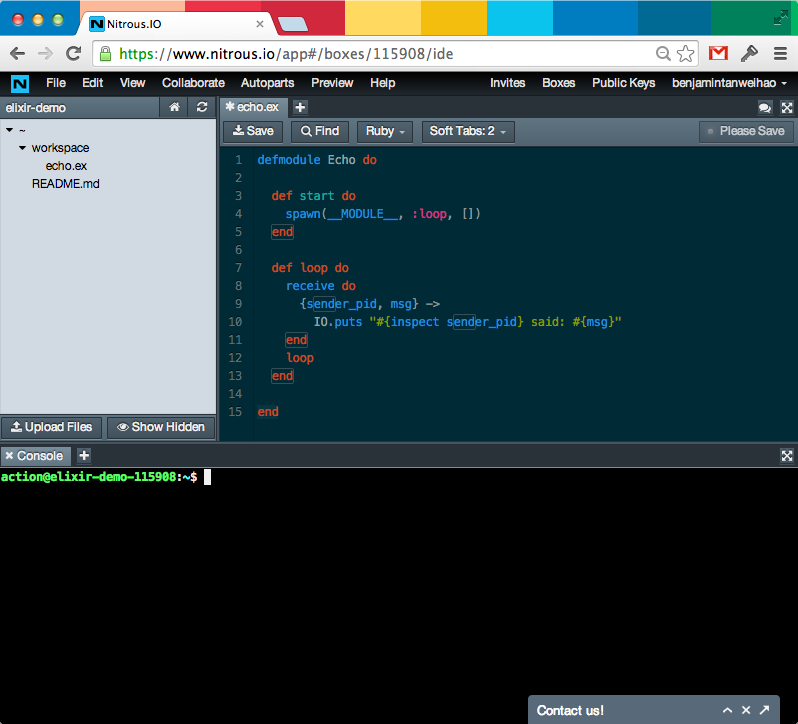 Nitrous.IO
https://www.nitrous.io/app#/boxes/115908/ide
N File Edit View Collaborate Autoparts Preview Help Invites Boxes Public Keys benjamintanweihao
elixir-demo
echo.ex
Save Find Ruby Soft Tabs: 2 Please Save
~
workspace
echo.ex
README.md
1 defmodule Echo do
2
3 def start do
4 spawn(__MODULE__, :loop, [])
5 end
6
7 def loop do
8 receive do
9 {sender_pid, msg} ->
10 IO.puts "#{inspect sender_pid} said: #{msg}"
11 end
12 loop
13 end
14
15 end
Upload Files Show Hidden
Console
action@elixir-demo-115908:~$
Contact us!